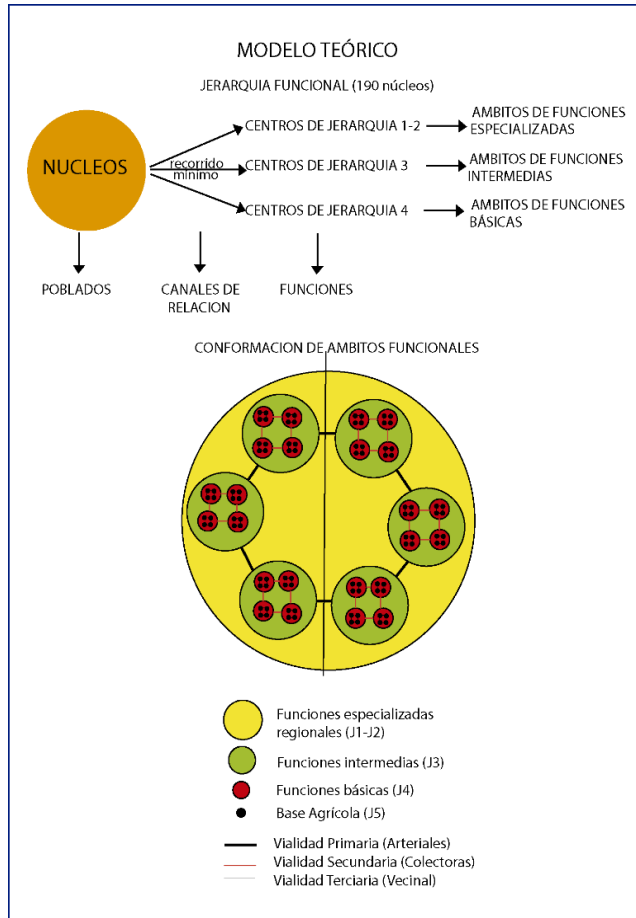 MODELO TEÓRICO
JERARQUIA FUNCIONAL (190 núcleos)
NUCLEOS
recorrido
mínimo
CENTROS DE JERARQUIA 1-2
AMBITOS DE FUNCIONES
ESPECIALIZADAS
CENTROS DE JERARQUIA 3
AMBITOS DE FUNCIONES
INTERMEDIAS
CENTROS DE JERARQUIA 4
AMBITOS DE FUNCIONES
BÁSICAS
POBLADOS
CANALES DE
RELACION
FUNCIONES
CONFORMACION DE AMBITOS FUNCIONALES
Funciones especializadas
regionales (J1-J2)
Funciones intermedias (J3)
Funciones básicas (J4)
Base Agrícola (J5)
Vialidad Primaria (Arteriales)
Vialidad Secundaria (Colectoras)
Vialidad Terciaria (Vecinal)